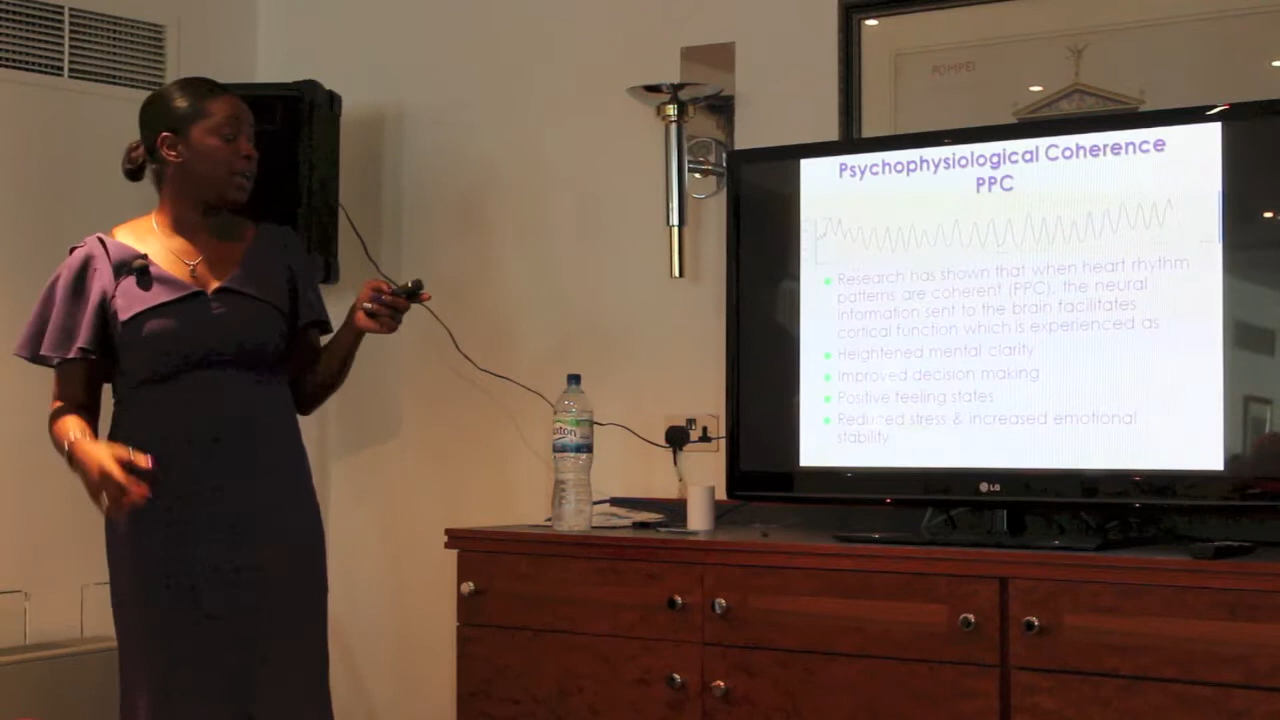 POMPEI
Psychophysiological Coherence
PPC
Research has shown that when heart rhythm
patterns are coherent (PPC), the neural
information sent to the brain facilitates
cortical function which is experienced as
Heightened mental clarity
Improved decision making
Positive feeling states
Reduced stress & increased emotional
stability
uxton
LG